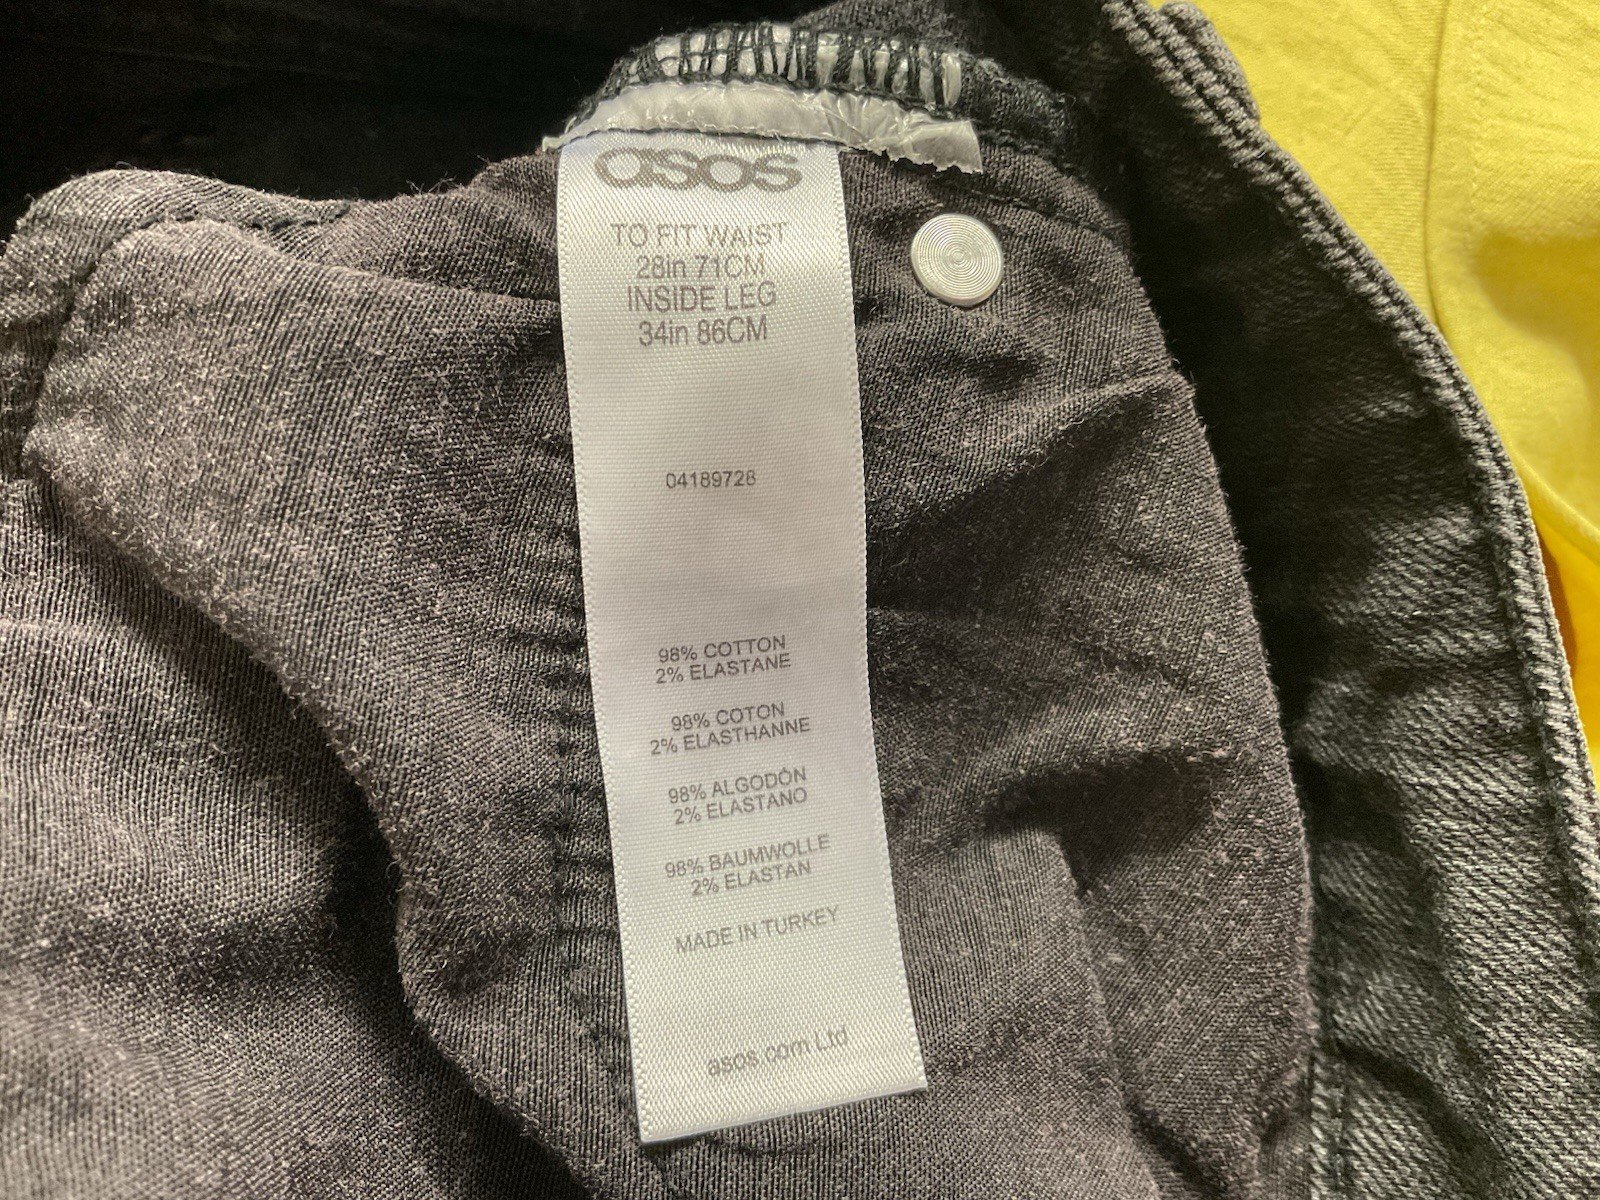 asos
TO FIT WAIST
28in 71CM
INSIDE LEG
34in 86CM
04189728
98% COTTON
2% ELASTANE
98% COTON
2% ELASTHANNE
98% ALGODÓN
2% ELASTANO
98% BAUMWOLLE
2% ELASTAN
MADE IN TURKEY
asos.com Ltd